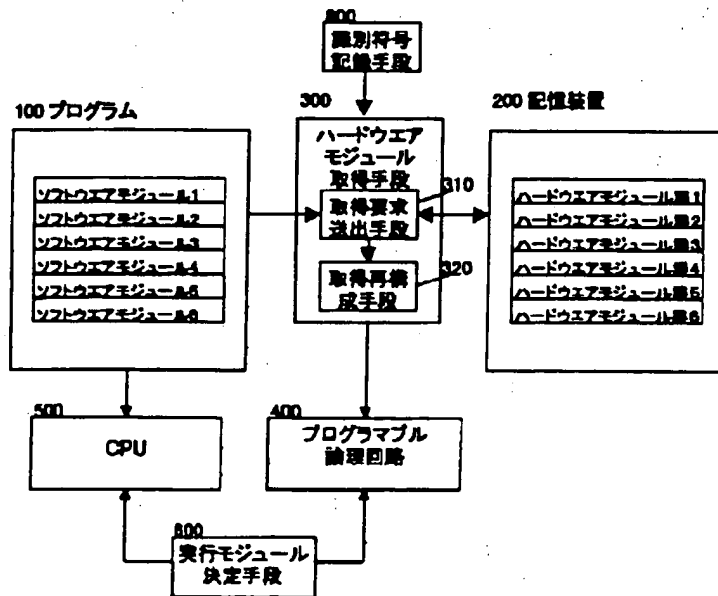 800
識別符号
記録手段
100 プログラム
300
200 記憶装置
ハードウエア
モジュール
取得手段
310
取得要求
送出手段
320
取得再構
成手段
ソフトウエアモジュール1
ソフトウエアモジュール2
ソフトウエアモジュール3
ソフトウエアモジュール4
ソフトウエアモジュール5
ソフトウエアモジュール6
ハードウエアモジュール群1
ハードウエアモジュール群2
ハードウエアモジュール群3
ハードウエアモジュール群4
ハードウエアモジュール群5
ハードウエアモジュール群6
500
CPU
400
プログラマブル
論理回路
600
実行モジュール
決定手段